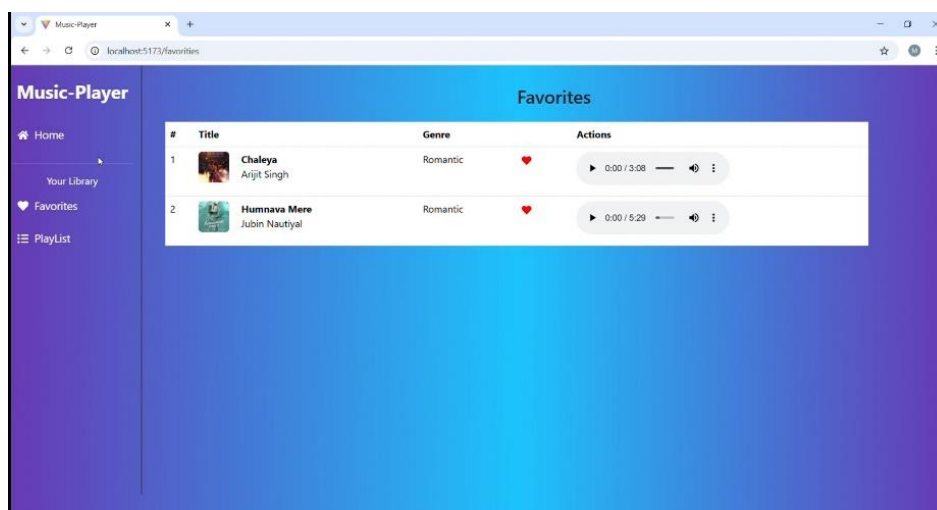 Music-Player
localhost:5173/favorites
Music-Player
Home
Your Library
Favorites
PlayList
Favorites
# Title Genre Actions
1 Chaleya Romantic 0:00 / 3:08
Arijit Singh
2 Humnava Mere Romantic 0:00 / 5:29
Jubin Nautiyal